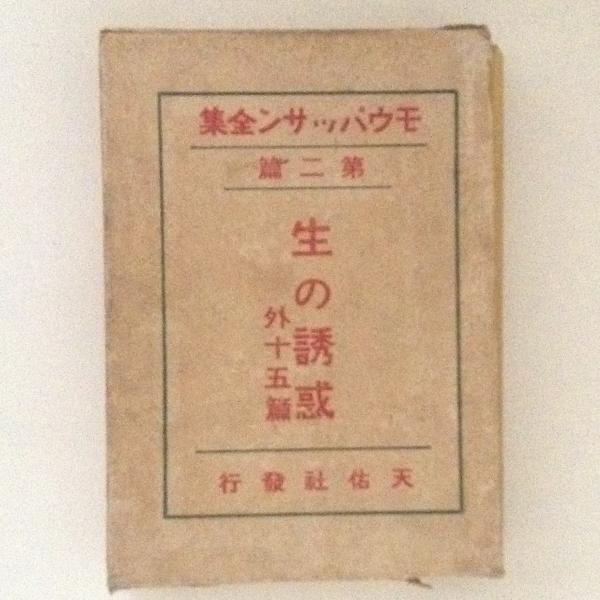 モウパッサン全集
第二篇
生の誘惑
外十五篇
天佑社發行